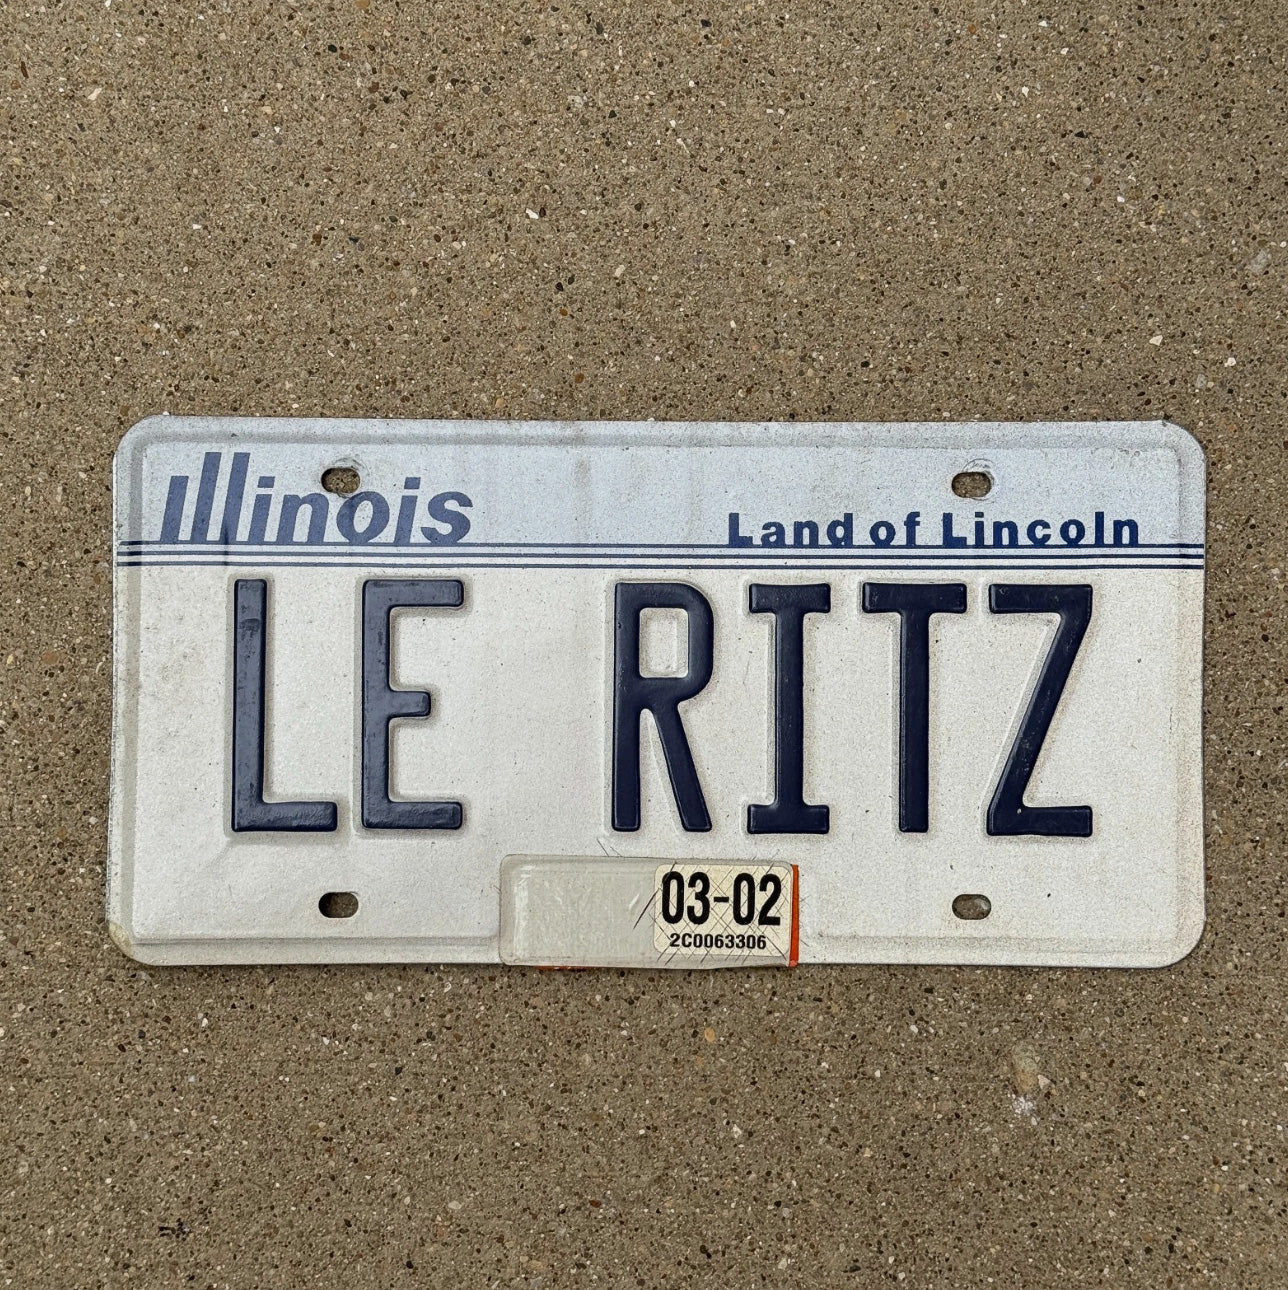 Illinois
Land of Lincoln
LE RITZ
03-02
2C0063306